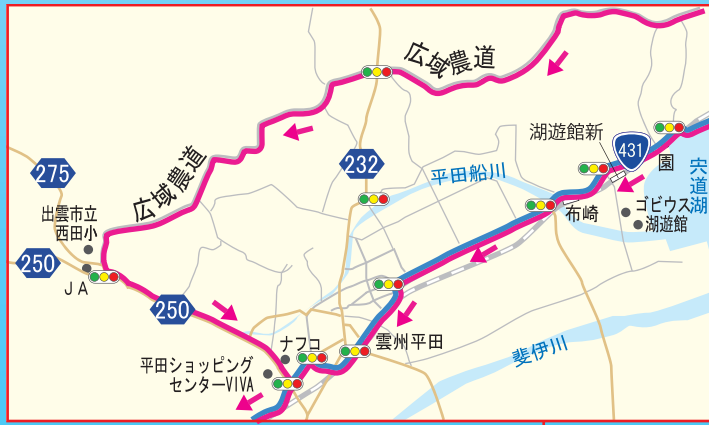 広域農道
広域農道
232
275
出雲市立
西田小
250
JA
250
湖遊館新
431
園
宍道湖
平田船川
布崎
ゴビウス
湖遊館
雲州平田
斐伊川
ナフコ
平田ショッピング
センターVIVA